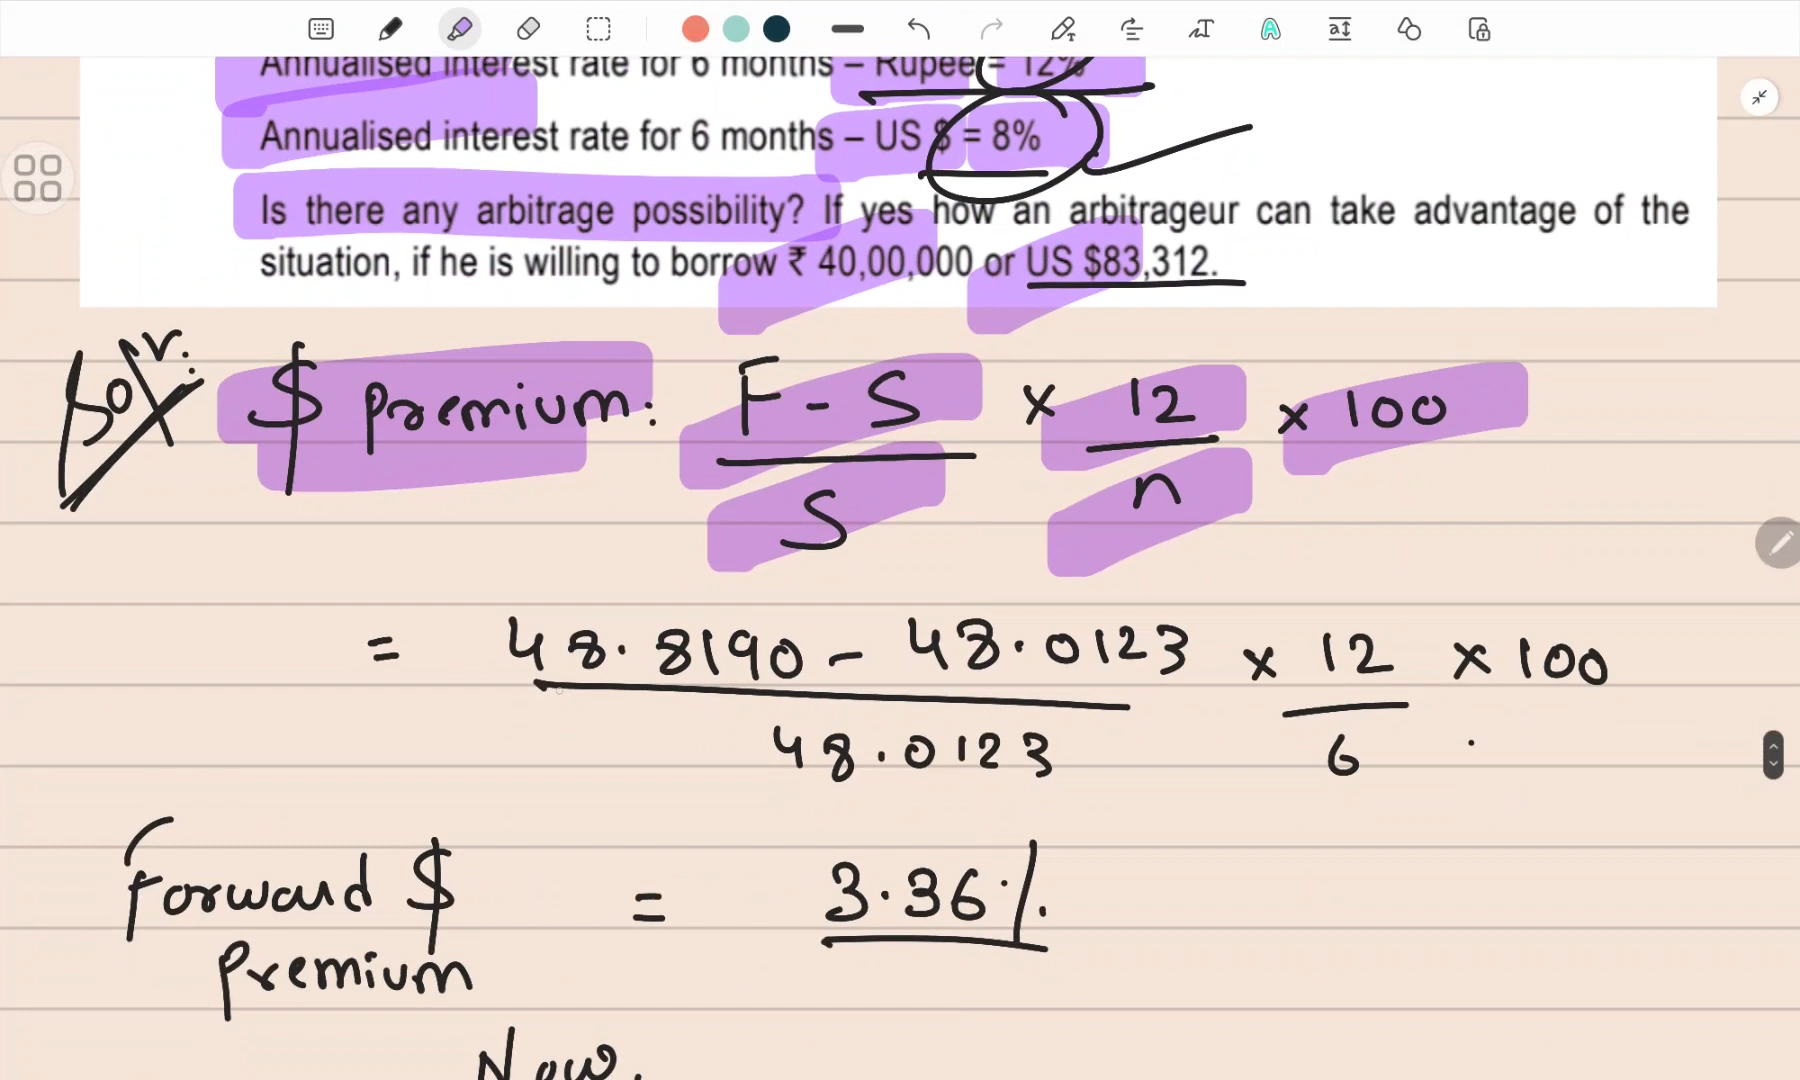 Annualised interest rate for 6 months – Rupee = 12%
Annualised interest rate for 6 months – US $ = 8%
Is there any arbitrage possibility? If yes how an arbitrageur can take advantage of the
situation, if he is willing to borrow ₹ 40,00,000 or US $83,312.
$ Premium: F - S × 12 × 100
S n
= 48.8190 - 48.0123 × 12 × 100
48.0123 6
Forward $ = 3.36%
Premium
Now,